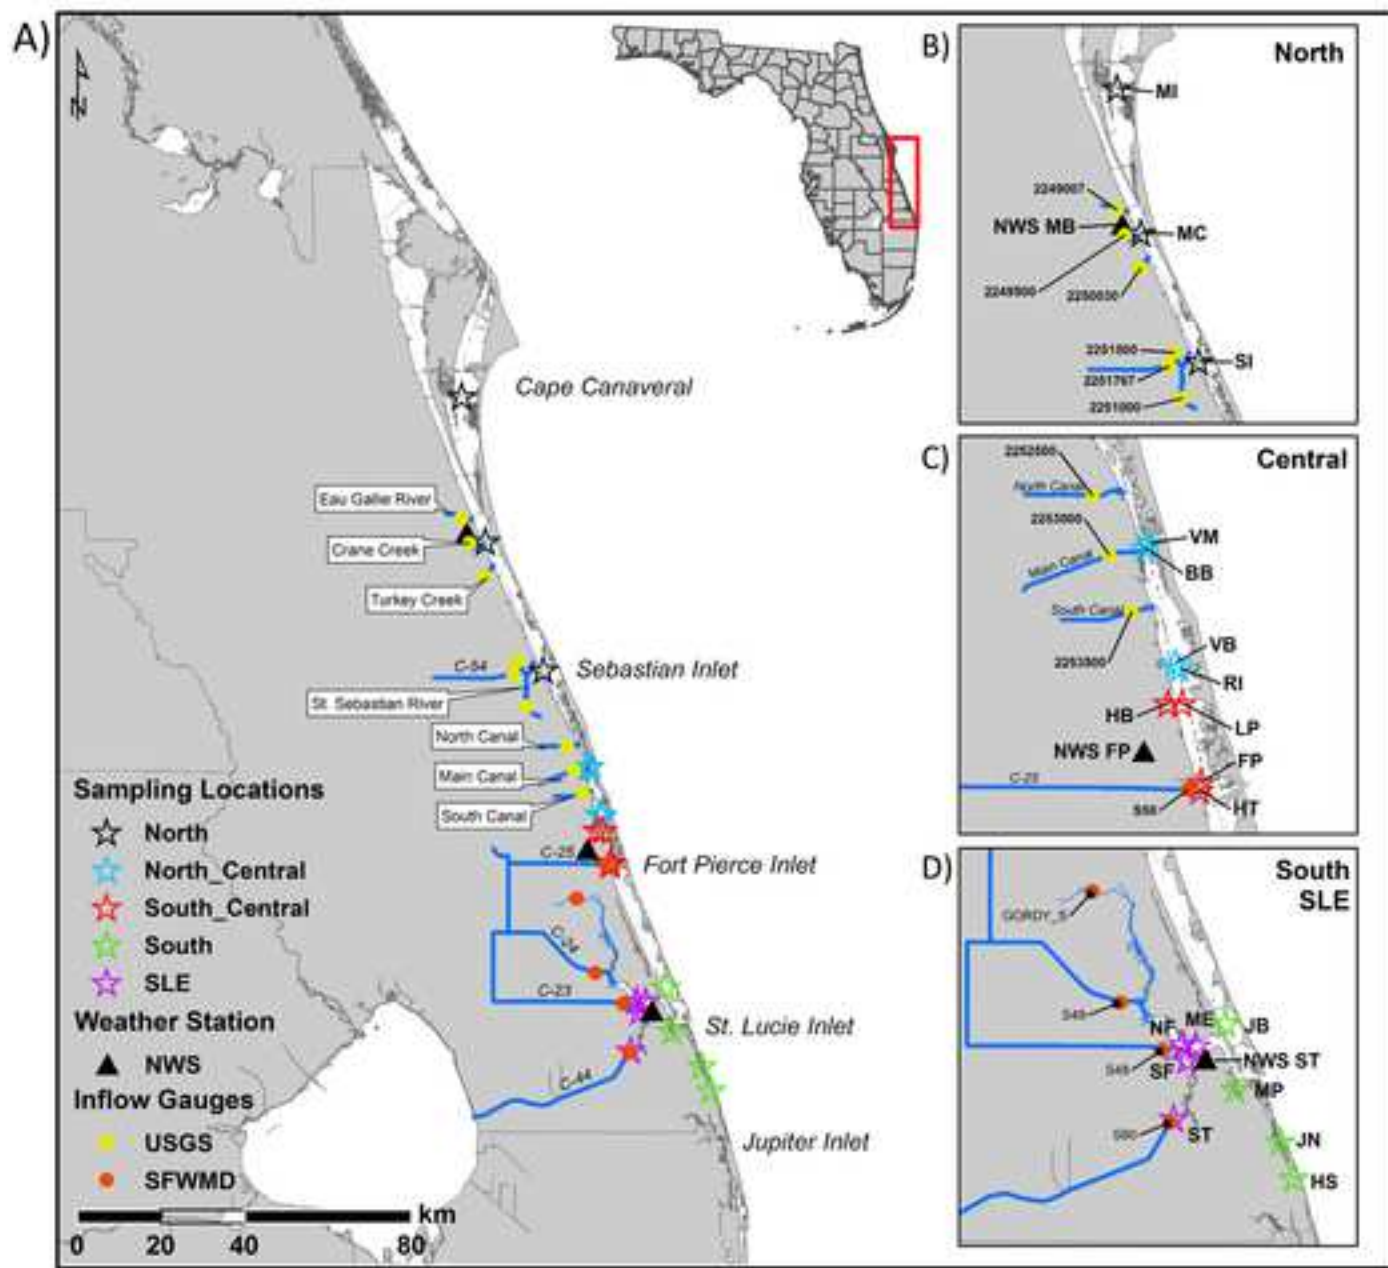 A)
N
Cape Canaveral
Eau Gallie River
Crane Creek
Turkey Creek
C-54
Sebastian Inlet
St. Sebastian River
North Canal
Main Canal
South Canal
C-25
Fort Pierce Inlet
C-24
C-23
St. Lucie Inlet
C-44
Jupiter Inlet
Sampling Locations
North
North_Central
South_Central
South
SLE
Weather Station
NWS
Inflow Gauges
USGS
SFWMD
km
0 20 40 80
B)
North
MI
2249007
NWS MB
MC
2249500
2250030
SI
2251767
2251000
C)
Central
2252500
North Canal
2253000
VM
Main Canal
BB
South Canal
2253500
VB
RI
HB
LP
NWS FP
FP
C-25
HT
D)
South
SLE
GORDY_S
S49
NF
ME
JB
NWS ST
SF
MP
S80
ST
JN
HS